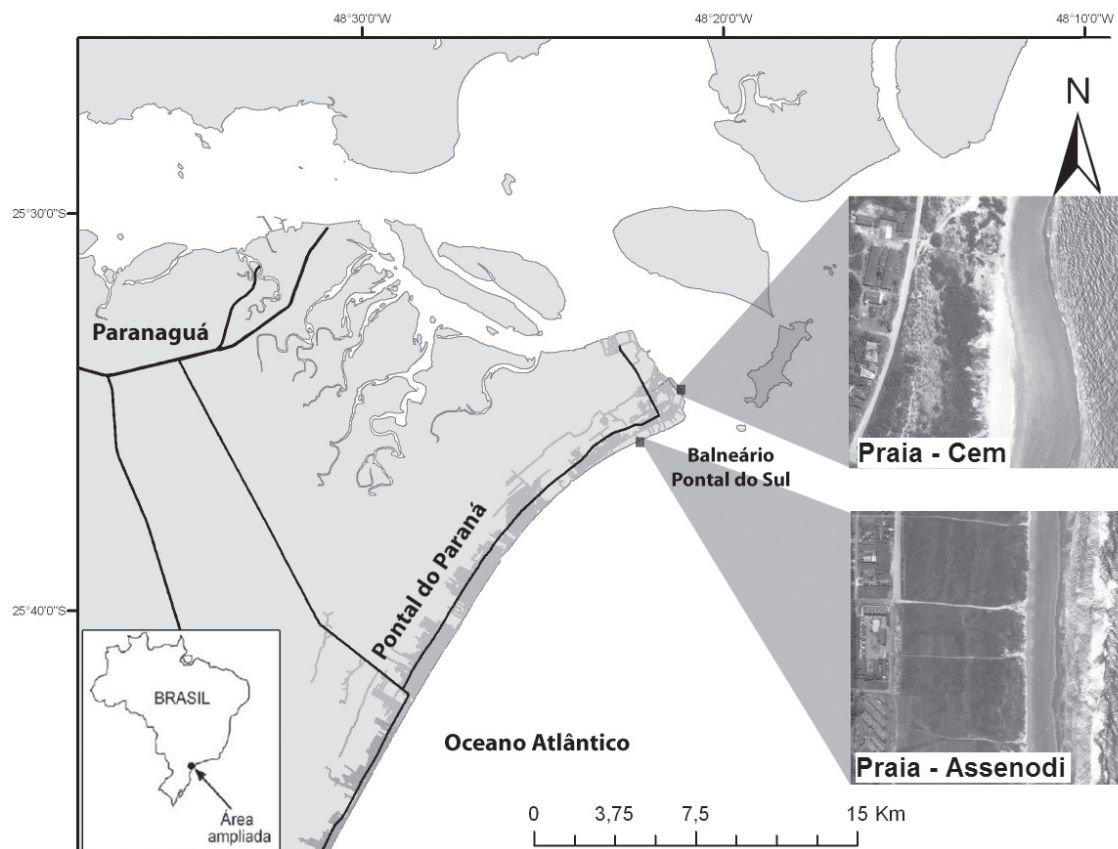 48°30'0"W
48°20'0"W
48°10'0"W
N
25°30'0"S
Paranaguá
Praia - Cem
Balneário
Pontal do Sul
Pontal do Paraná
25°40'0"S
Praia - Assenodi
BRASIL
Área
ampliada
Oceano Atlântico
0 3,75 7,5 15 Km